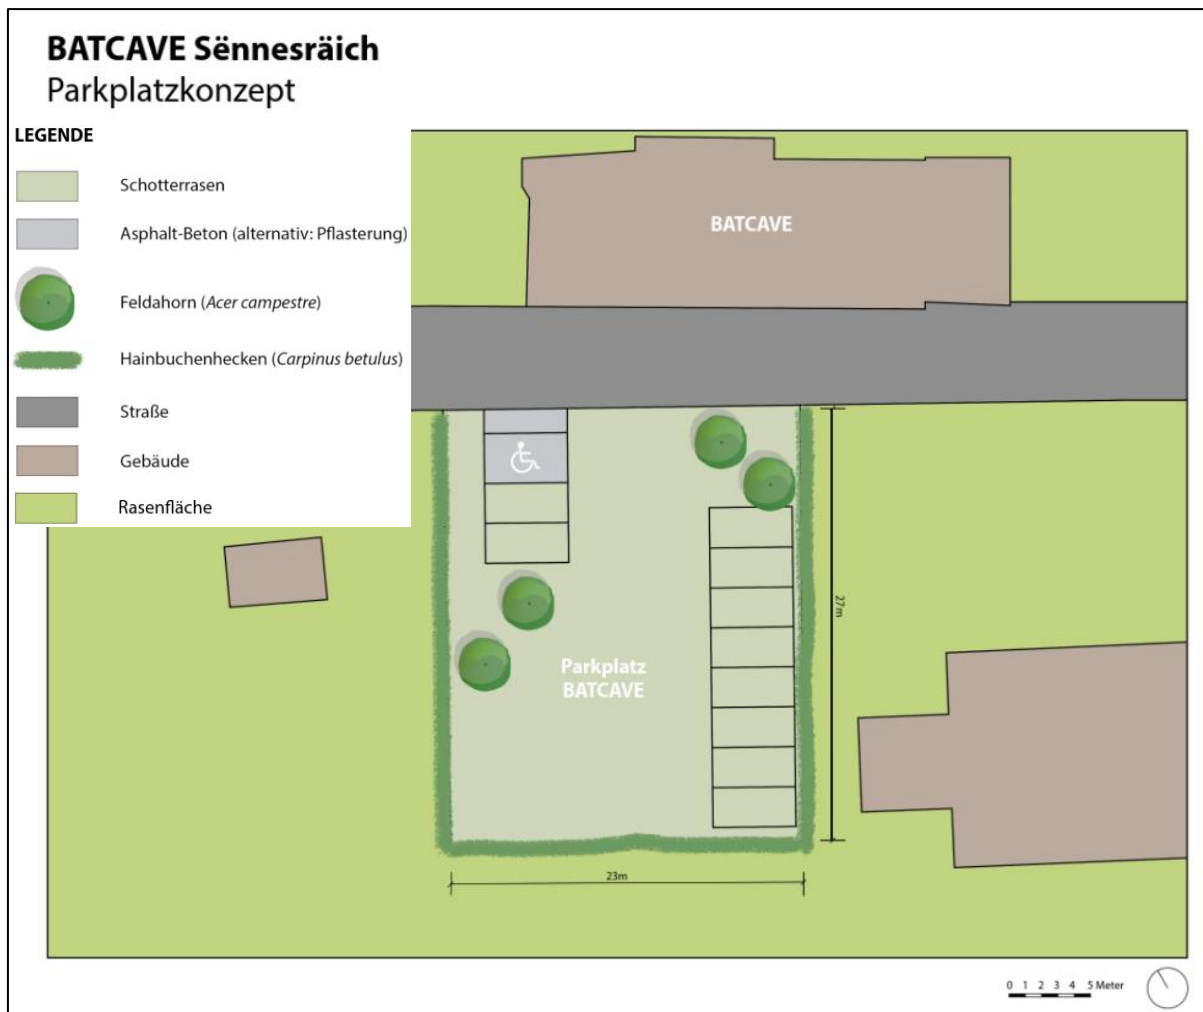 BATCAVE Sënnesräich
Parkplatzkonzept
LEGENDE
Schotterrasen
Asphalt-Beton (alternativ: Pflasterung)
Feldahorn (Acer campestre)
Hainbuchenhecken (Carpinus betulus)
Straße
Gebäude
Rasenfläche
BATCAVE
Parkplatz
BATCAVE
27m
23m
0 1 2 3 4 5 Meter